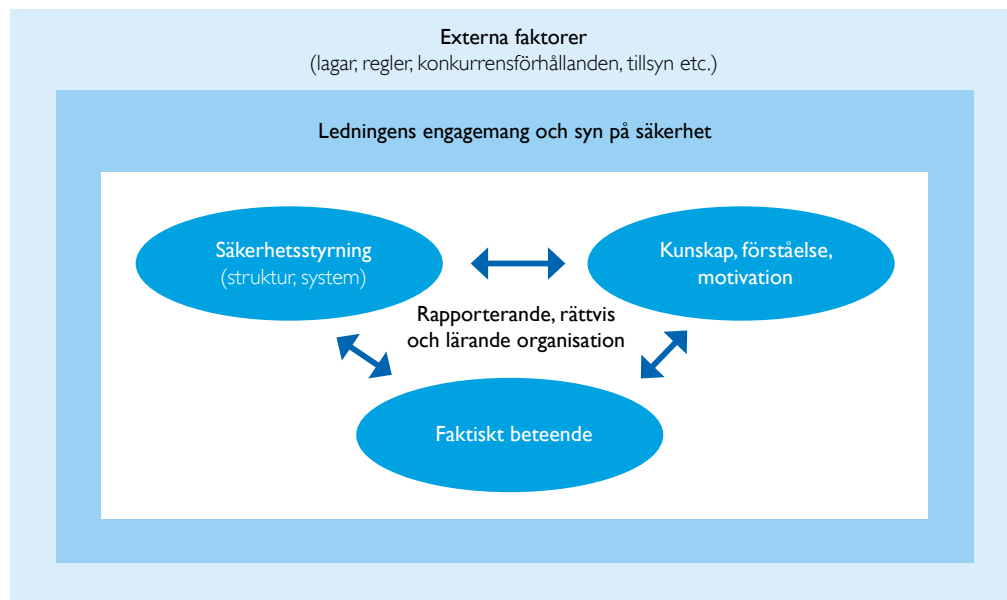 Externa faktorer
(lagar, regler, konkurrensförhållanden, tillsyn etc.)
Ledningens engagemang och syn på säkerhet
Säkerhetsstyrning
(struktur, system)
Kunskap, förståelse,
motivation
Rapporterande, rättvis
och lärande organisation
Faktiskt beteende